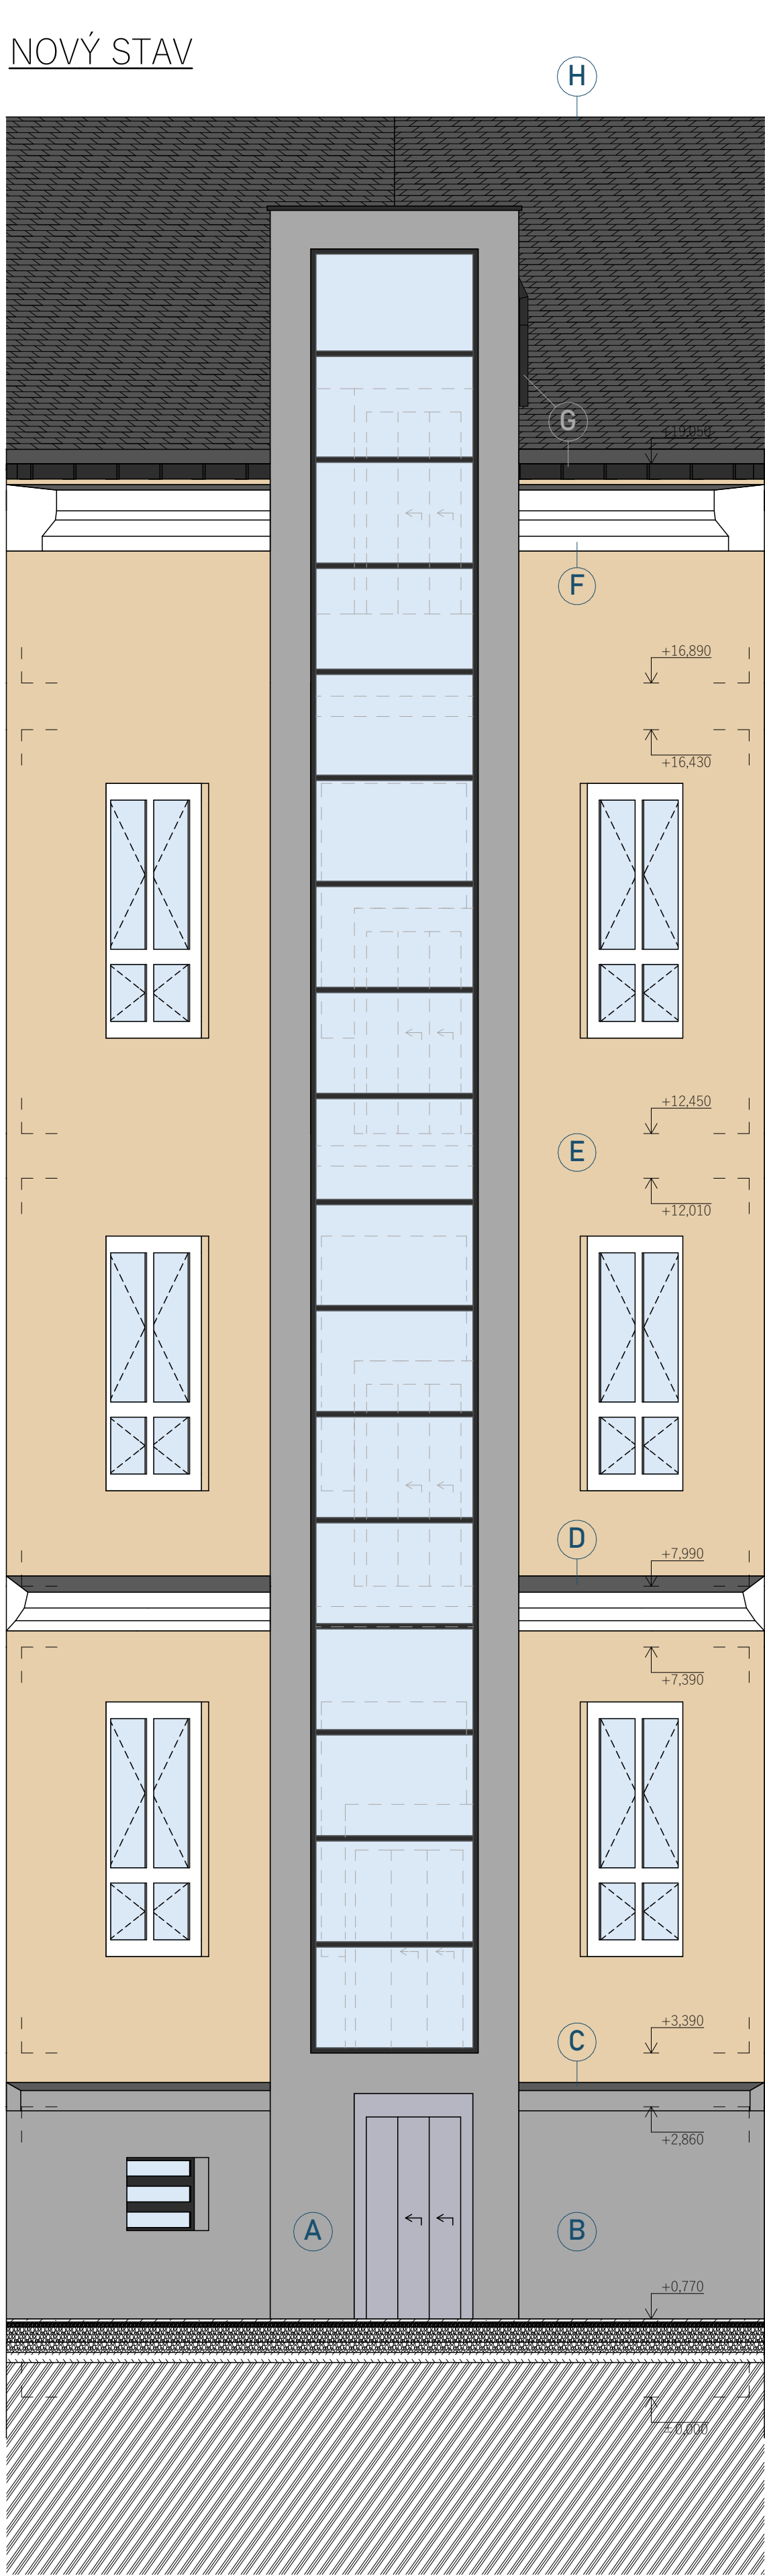 NOVÝ STAV
H
G
+19,050
F
+16,890
+16,430
+12,450
E
+12,010
D
+7,990
+7,390
+3,390
C
+2,860
A
B
+0,770
±0,000